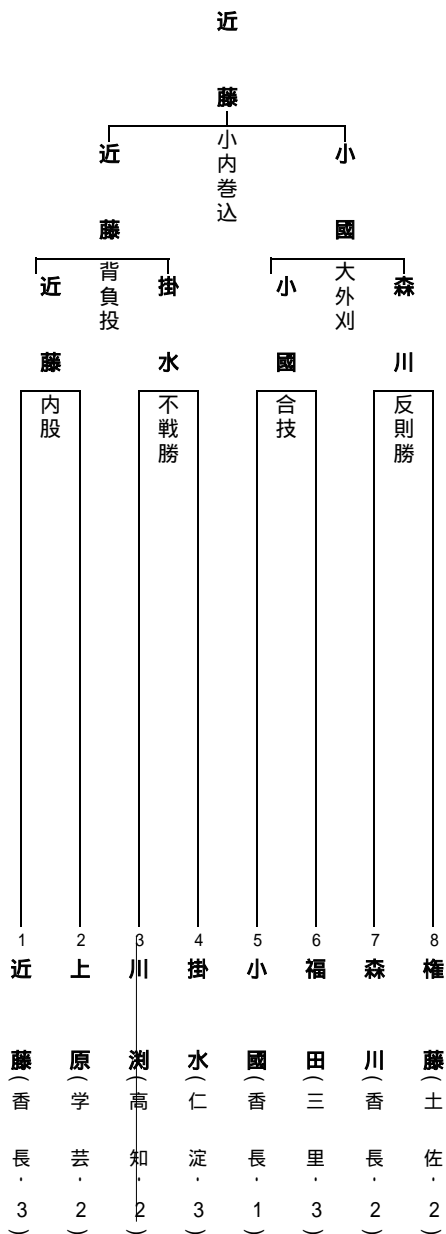 近藤
近藤
小内巻込
小國
近藤
背負投
掛水
小國
大外刈
森川
内股
不戦勝
合技
反則勝
1 近藤(香長-3)
2 上原(学芸-2)
3 川渕(高知-2)
4 掛水(仁淀-3)
5 小國(香長-1)
6 福田(三里-3)
7 森川(香長-2)
8 権藤(土佐-2)